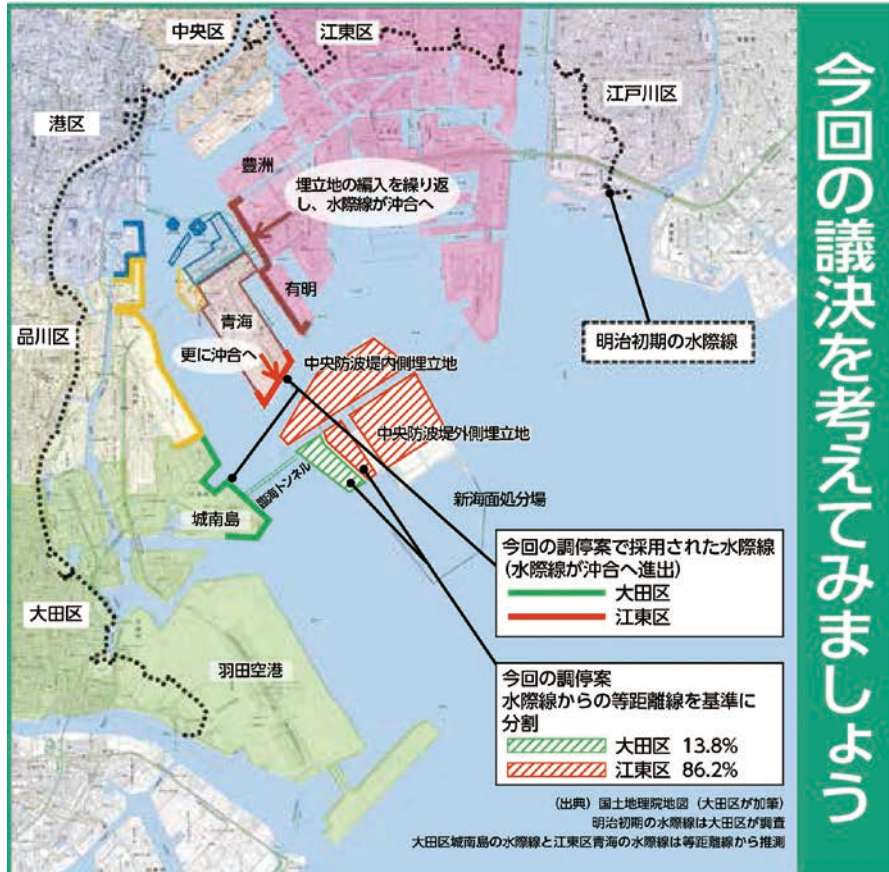 今回の議決を考えてみましょう
中央区
江東区
江戸川区
港区
豊洲
埋立地の編入を繰り返
し、水際線が沖合へ
有明
明治初期の水際線
品川区
青海
更に沖合へ
中央防波堤内側埋立地
中央防波堤外側埋立地
臨海トンネル
新海面処分場
城南島
大田区
羽田空港
今回の調停案で採用された水際線
(水際線が沖合へ進出)
大田区
江東区
今回の調停案
水際線からの等距離線を基準に
分割
大田区 13.8%
江東区 86.2%
(出典) 国土地理院地図 (大田区が加筆)
明治初期の水際線は大田区が調査
大田区城南島の水際線と江東区青海の水際線は等距離線から推測